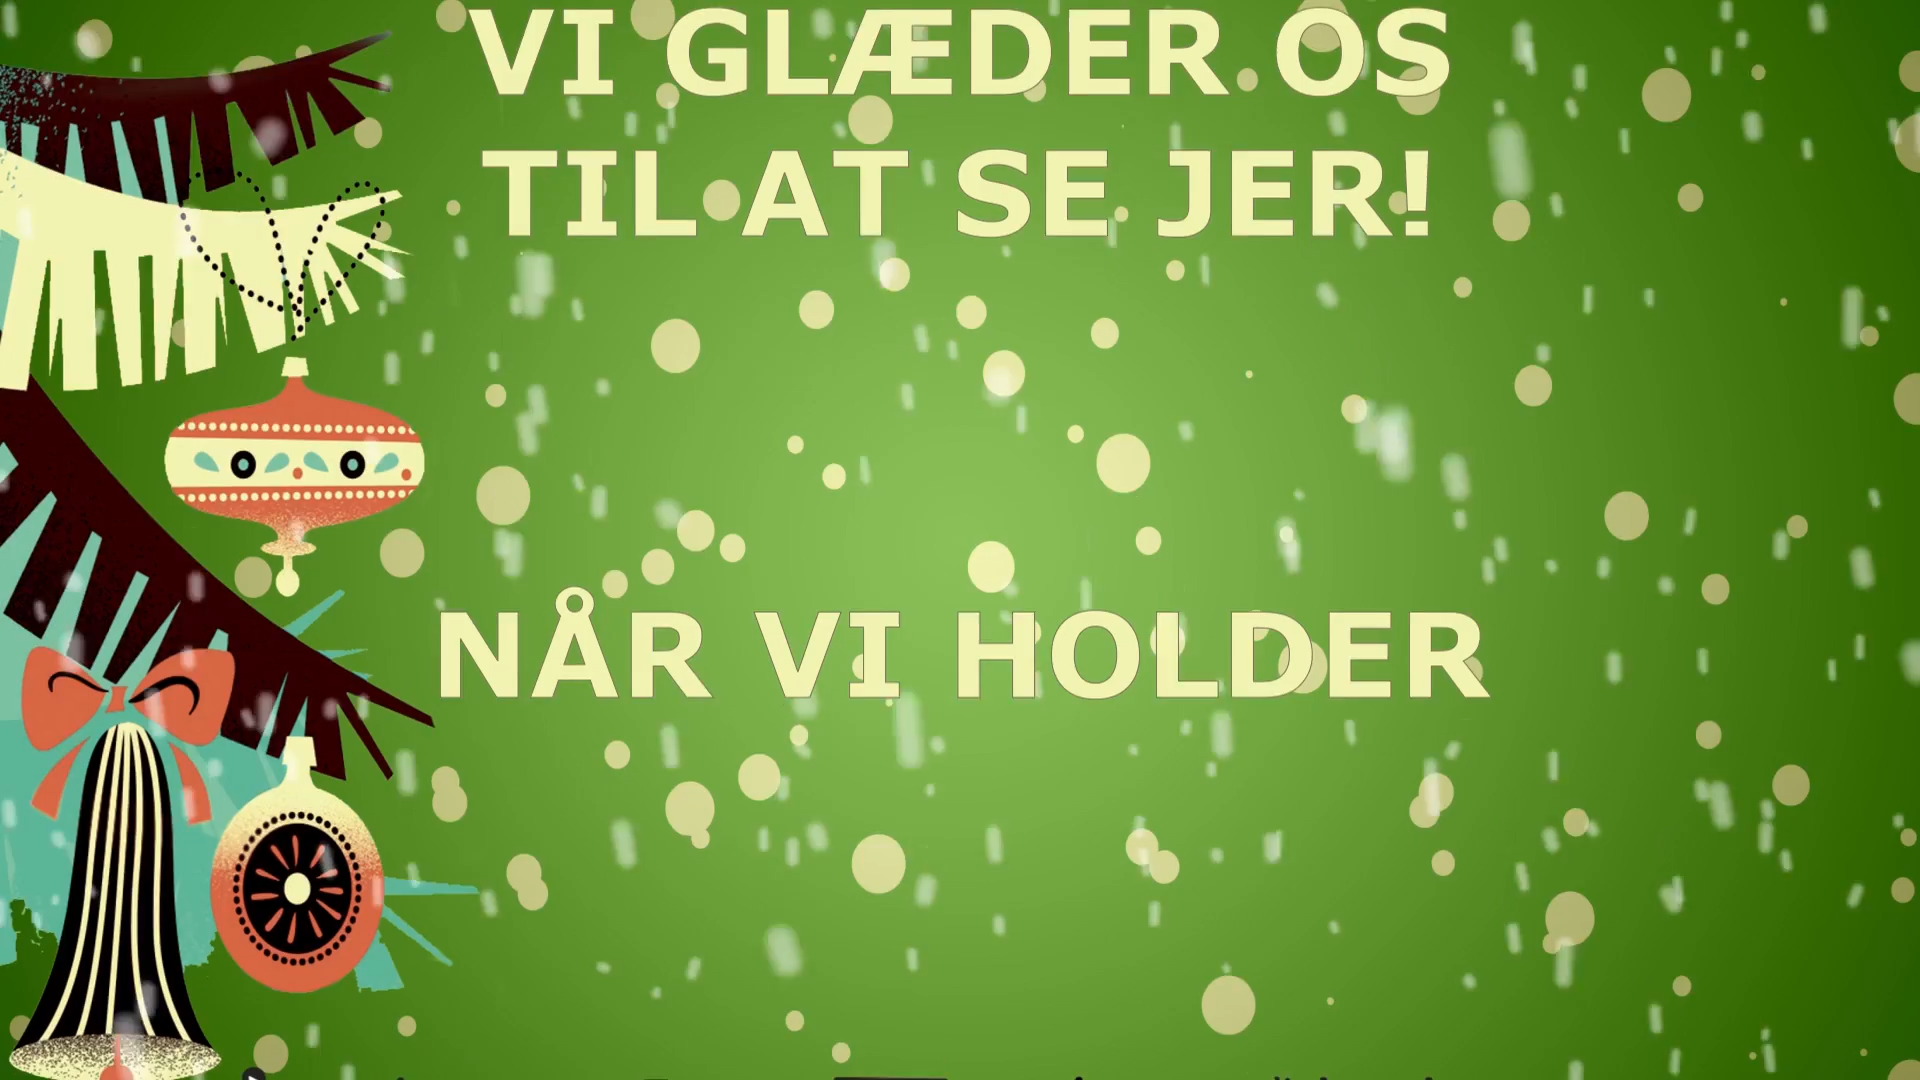 VI GLÆDER OS
TIL AT SE JER!
NÅR VI HOLDER